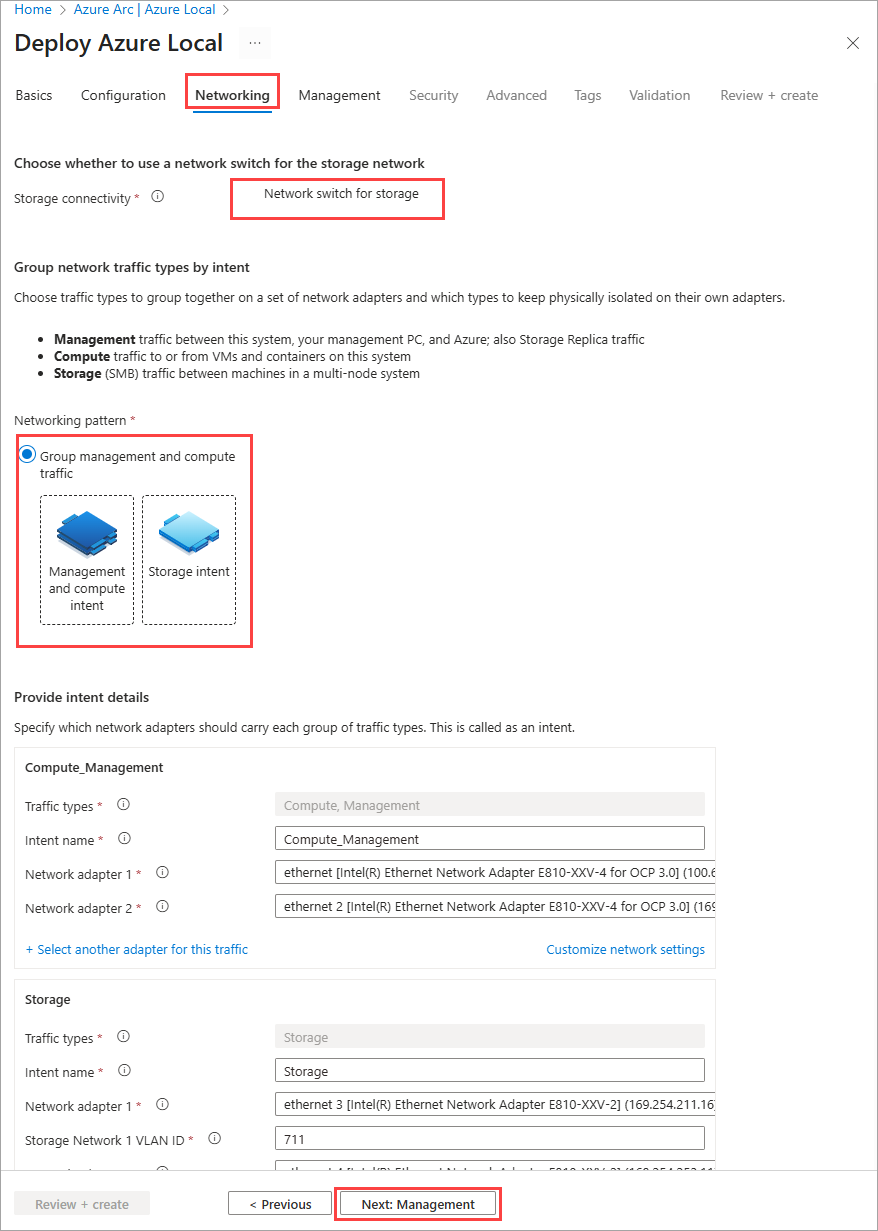 Home > Azure Arc | Azure Local >
Deploy Azure Local ...
Basics Configuration Networking Management Security Advanced Tags Validation Review + create
Choose whether to use a network switch for the storage network
Storage connectivity * Network switch for storage
Group network traffic types by intent
Choose traffic types to group together on a set of network adapters and which types to keep physically isolated on their own adapters.
• Management traffic between this system, your management PC, and Azure; also Storage Replica traffic
• Compute traffic to or from VMs and containers on this system
• Storage (SMB) traffic between machines in a multi-node system
Networking pattern *
Group management and compute
traffic
Management
and compute
intent
Storage intent
Provide intent details
Specify which network adapters should carry each group of traffic types. This is called as an intent.
Compute_Management
Traffic types * Compute, Management
Intent name * Compute_Management
Network adapter 1 * ethernet [Intel(R) Ethernet Network Adapter E810-XXV-4 for OCP 3.0] (100.6
Network adapter 2 * ethernet 2 [Intel(R) Ethernet Network Adapter E810-XXV-4 for OCP 3.0] (169
+ Select another adapter for this traffic Customize network settings
Storage
Traffic types * Storage
Intent name * Storage
Network adapter 1 * ethernet 3 [Intel(R) Ethernet Network Adapter E810-XXV-2] (169.254.211.16
Storage Network 1 VLAN ID * 711
Review + create < Previous Next: Management